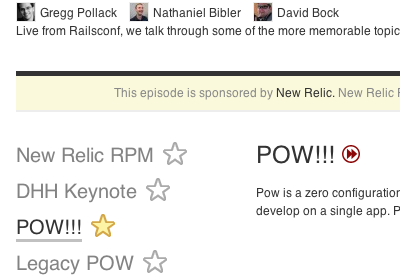 Gregg Pollack Nathaniel Bibler David Bock
Live from Railsconf, we talk through some of the more memorable topic
This episode is sponsored by New Relic. New Relic
New Relic RPM
DHH Keynote
POW!!!
Legacy POW
POW!!!
Pow is a zero configuration
develop on a single app. P